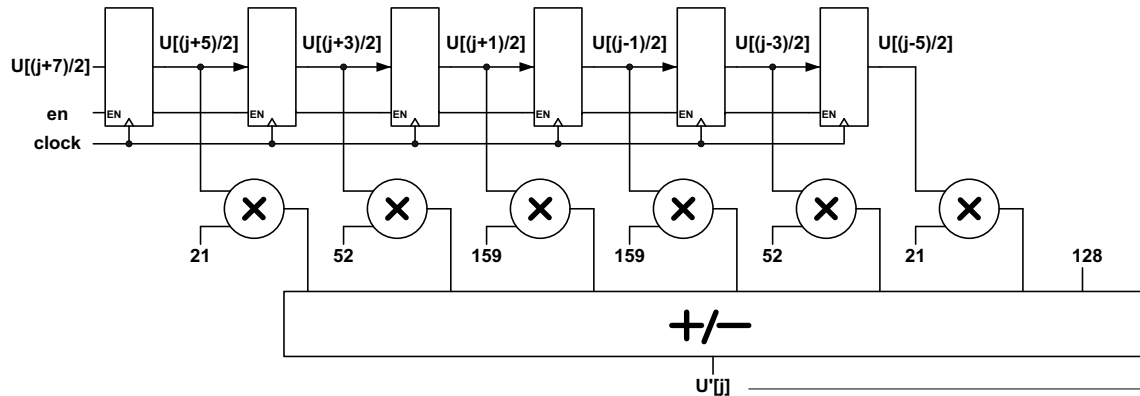 U[(j+5)/2] U[(j+3)/2] U[(j+1)/2] U[(j-1)/2] U[(j-3)/2] U[(j-5)/2]
U[(j+7)/2]
en EN EN EN EN EN EN
clock
21 52 159 159 52 21 128
+/−
U'[j]